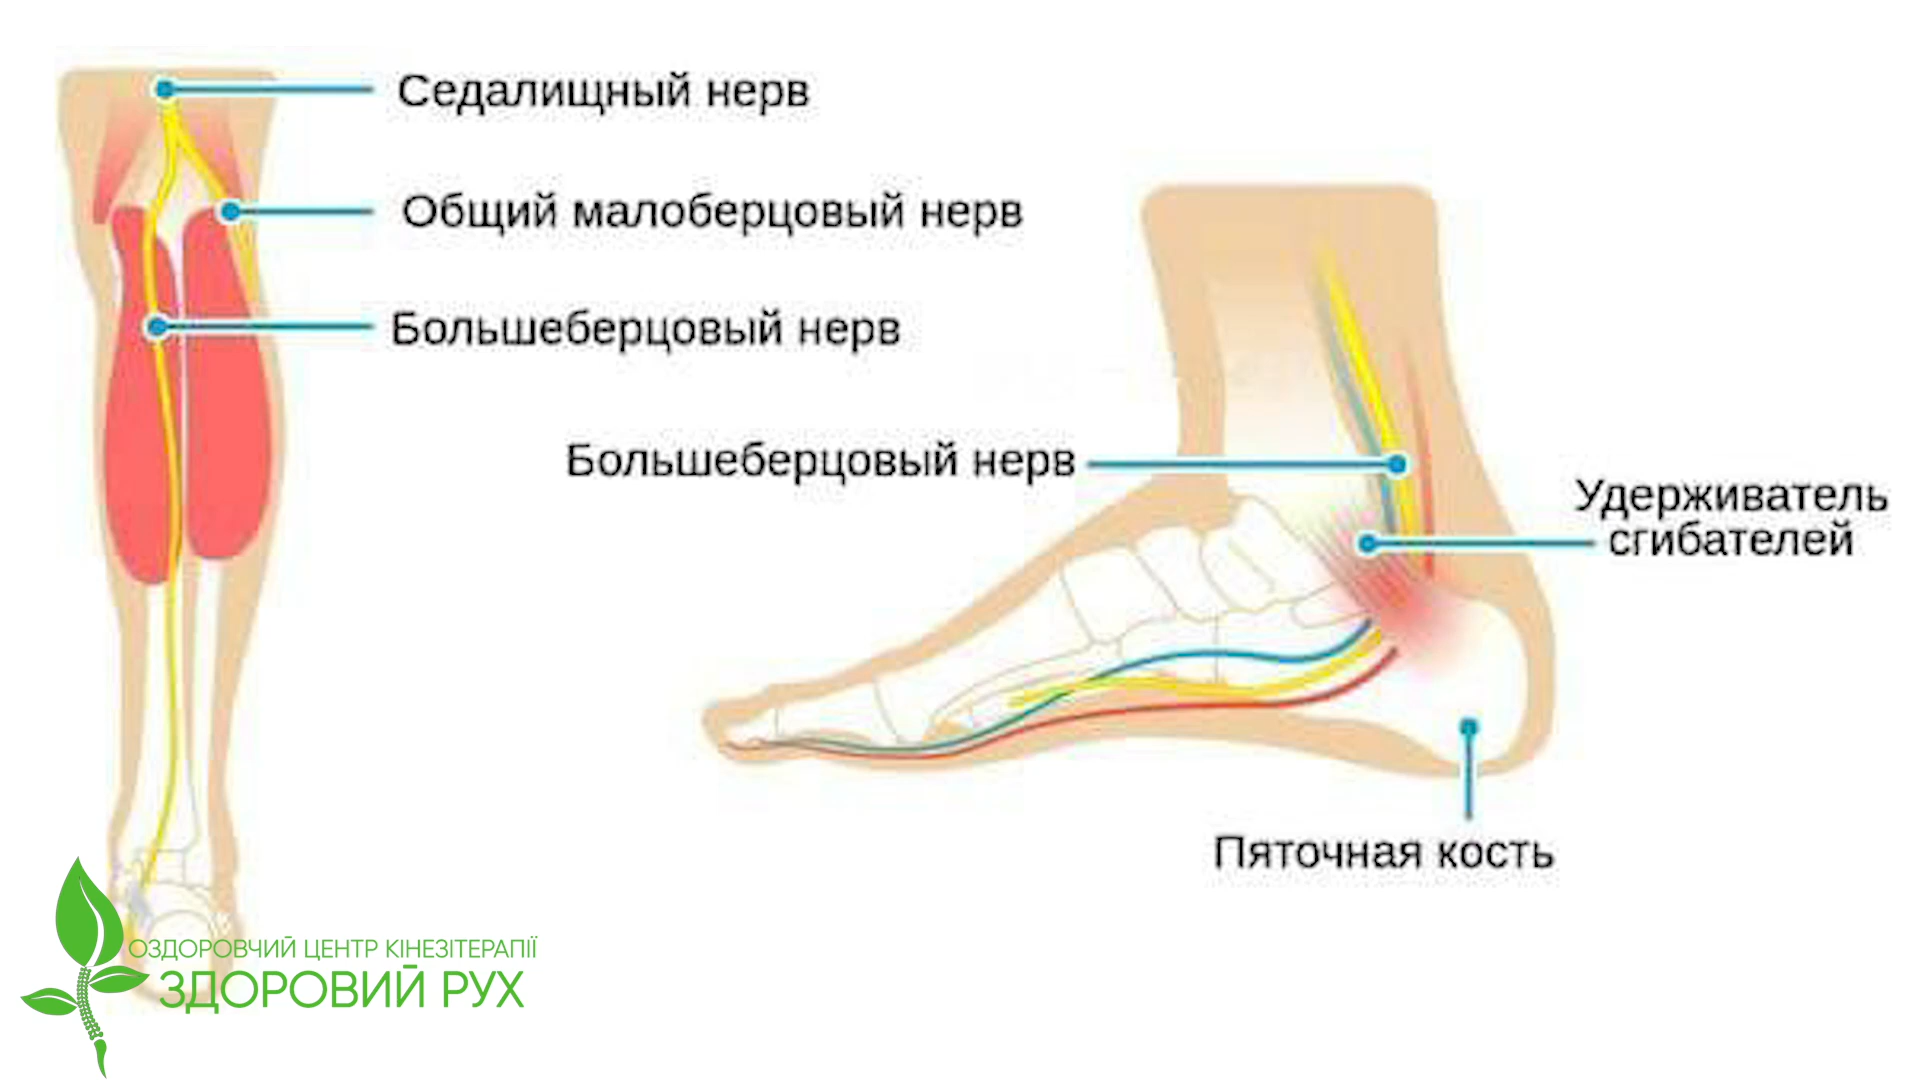 Седалищный нерв
Общий малоберцовый нерв
Большеберцовый нерв
Большеберцовый нерв
Удерживатель
сгибателей
Пяточная кость
ОЗДОРОВЧИЙ ЦЕНТР КІНЕЗІТЕРАПІЇ
ЗДОРОВИЙ РУХ